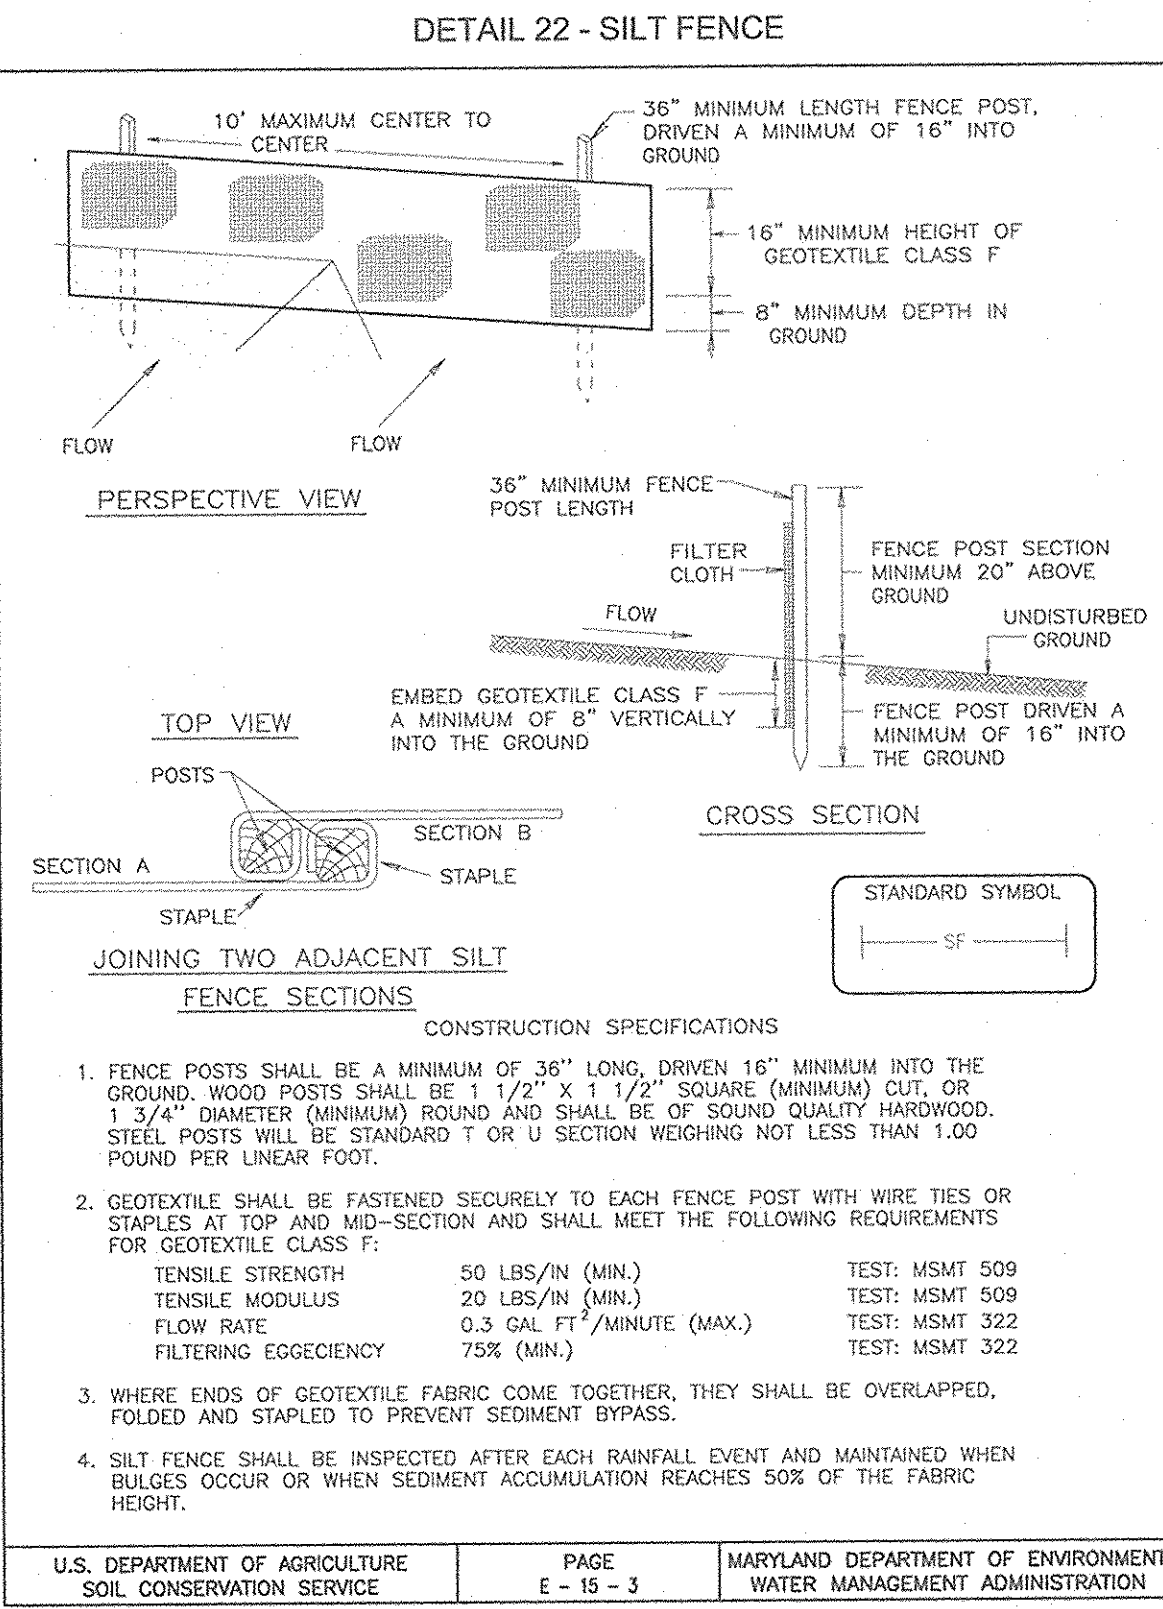 DETAIL 22 - SILT FENCE
10' MAXIMUM CENTER TO
CENTER
36" MINIMUM LENGTH FENCE POST,
DRIVEN A MINIMUM OF 16" INTO
GROUND
16" MINIMUM HEIGHT OF
GEOTEXTILE CLASS F
8" MINIMUM DEPTH IN
GROUND
FLOW
FLOW
PERSPECTIVE VIEW
36" MINIMUM FENCE
POST LENGTH
FILTER
CLOTH
FENCE POST SECTION
MINIMUM 20" ABOVE
GROUND
FLOW
UNDISTURBED
GROUND
EMBED GEOTEXTILE CLASS F
A MINIMUM OF 8" VERTICALLY
INTO THE GROUND
FENCE POST DRIVEN A
MINIMUM OF 16" INTO
THE GROUND
CROSS SECTION
TOP VIEW
POSTS
SECTION B
SECTION A
STAPLE
STAPLE
JOINING TWO ADJACENT SILT
FENCE SECTIONS
STANDARD SYMBOL
SF
CONSTRUCTION SPECIFICATIONS
1. FENCE POSTS SHALL BE A MINIMUM OF 36" LONG, DRIVEN 16" MINIMUM INTO THE
GROUND. WOOD POSTS SHALL BE 1 1/2" X 1 1/2" SQUARE (MINIMUM) CUT, OR
1 3/4" DIAMETER (MINIMUM) ROUND AND SHALL BE OF SOUND QUALITY HARDWOOD.
STEEL POSTS WILL BE STANDARD T OR U SECTION WEIGHING NOT LESS THAN 1.00
POUND PER LINEAR FOOT.
2. GEOTEXTILE SHALL BE FASTENED SECURELY TO EACH FENCE POST WITH WIRE TIES OR
STAPLES AT TOP AND MID-SECTION AND SHALL MEET THE FOLLOWING REQUIREMENTS
FOR GEOTEXTILE CLASS F:
TENSILE STRENGTH 50 LBS/IN (MIN.) TEST: MSMT 509
TENSILE MODULUS 20 LBS/IN (MIN.) TEST: MSMT 509
FLOW RATE 0.3 GAL FT²/MINUTE (MAX.) TEST: MSMT 322
FILTERING EGGECIENCY 75% (MIN.) TEST: MSMT 322
3. WHERE ENDS OF GEOTEXTILE FABRIC COME TOGETHER, THEY SHALL BE OVERLAPPED,
FOLDED AND STAPLED TO PREVENT SEDIMENT BYPASS.
4. SILT FENCE SHALL BE INSPECTED AFTER EACH RAINFALL EVENT AND MAINTAINED WHEN
BULGES OCCUR OR WHEN SEDIMENT ACCUMULATION REACHES 50% OF THE FABRIC
HEIGHT.
U.S. DEPARTMENT OF AGRICULTURE
SOIL CONSERVATION SERVICE
PAGE
E - 15 - 3
MARYLAND DEPARTMENT OF ENVIRONMENT
WATER MANAGEMENT ADMINISTRATION